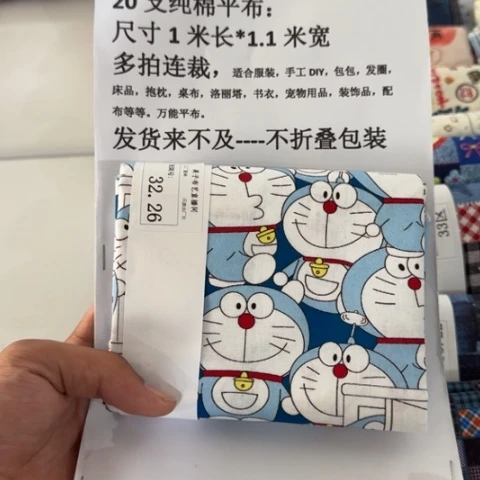 20 支纯棉平布：
尺寸 1 米长*1.1 米宽
多拍连裁，适合服装，手工 DIY，包包，发圈，
床品，抱枕，桌布，洛丽塔，书衣，宠物用品，装饰品，配
布等等。万能平布。
发货来不及----不折叠包装
32.26
33区